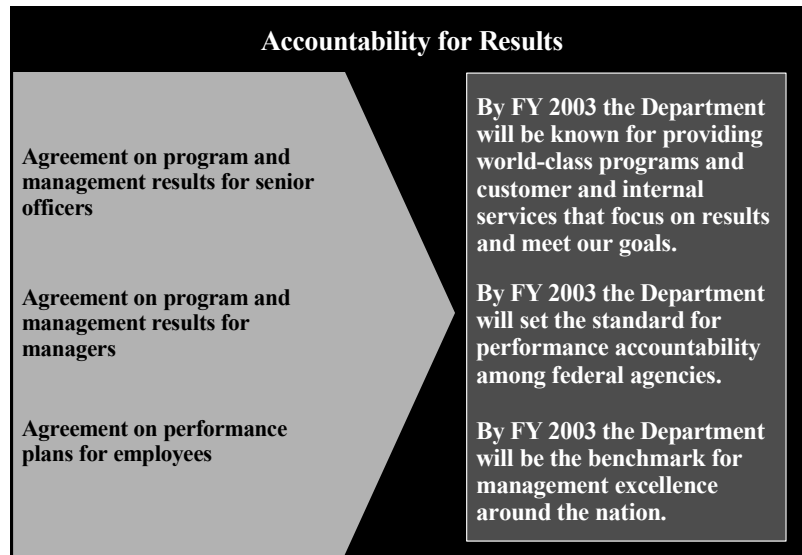 Accountability for Results
Agreement on program and
management results for senior
officers
Agreement on program and
management results for
managers
Agreement on performance
plans for employees
By FY 2003 the Department
will be known for providing
world-class programs and
customer and internal
services that focus on results
and meet our goals.
By FY 2003 the Department
will set the standard for
performance accountability
among federal agencies.
By FY 2003 the Department
will be the benchmark for
management excellence
around the nation.